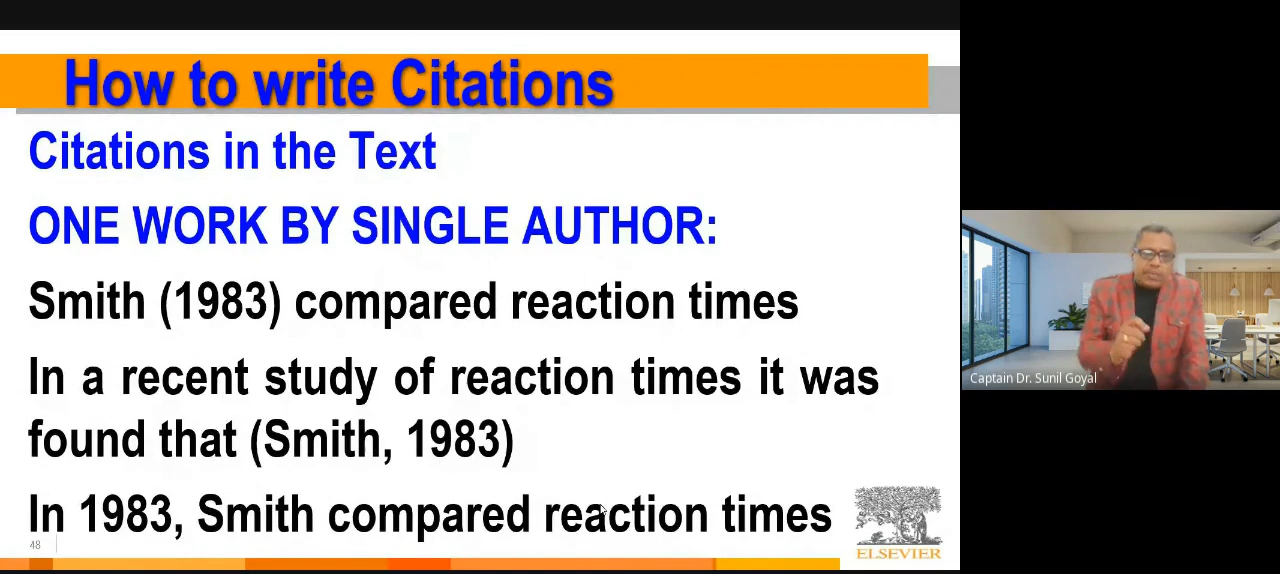 How to write Citations
Citations in the Text
ONE WORK BY SINGLE AUTHOR:
Smith (1983) compared reaction times
In a recent study of reaction times it was
found that (Smith, 1983)
In 1983, Smith compared reaction times
48
ELSEVIER
Captain Dr. Sunil Goyal